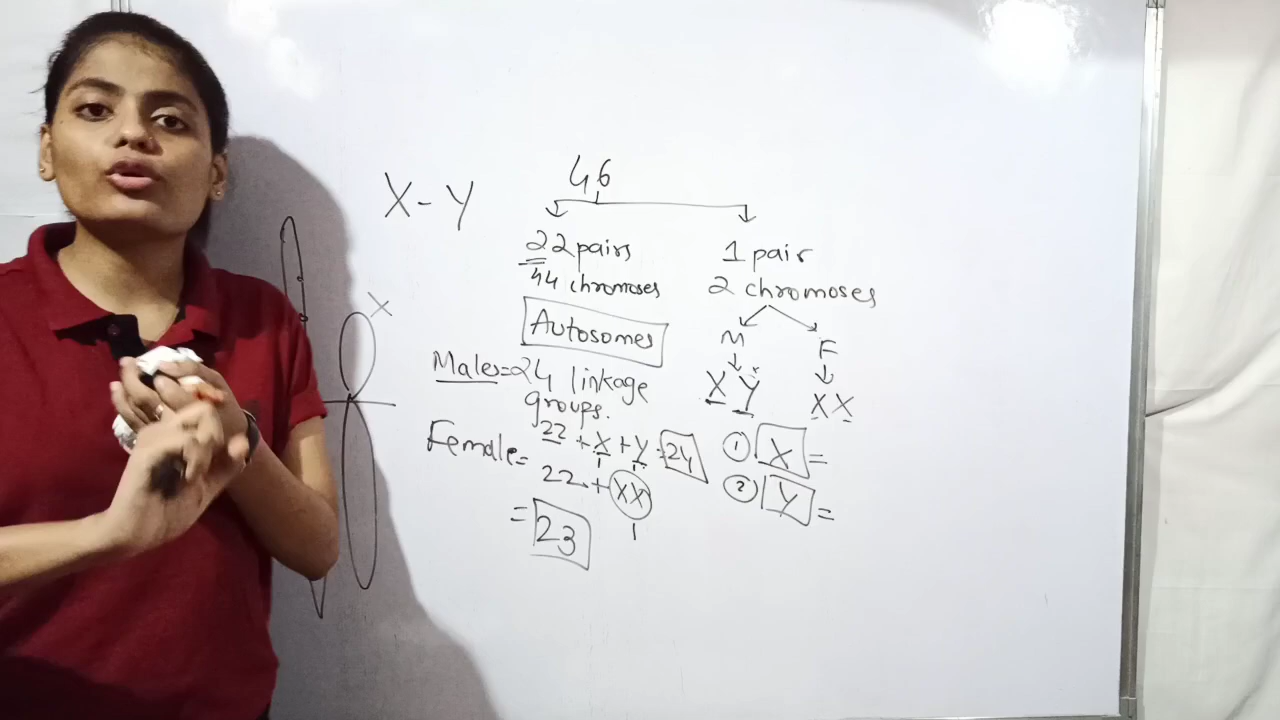 X - Y
46
22 pairs
44 chromoses
Autosomes
1 pair
2 chromoses
M
F
X Y
XX
X
Males = 24 linkage
groups.
22 + X + Y = 24
Female =
22 + XX
= 23
① X =
② Y =